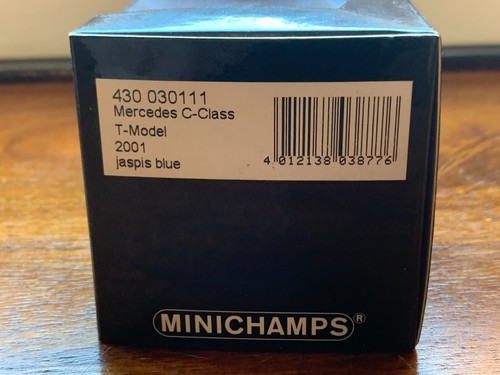 430 030111
Mercedes C-Class
T-Model
2001
jaspis blue
4 012138 038776
MINICHAMPS®